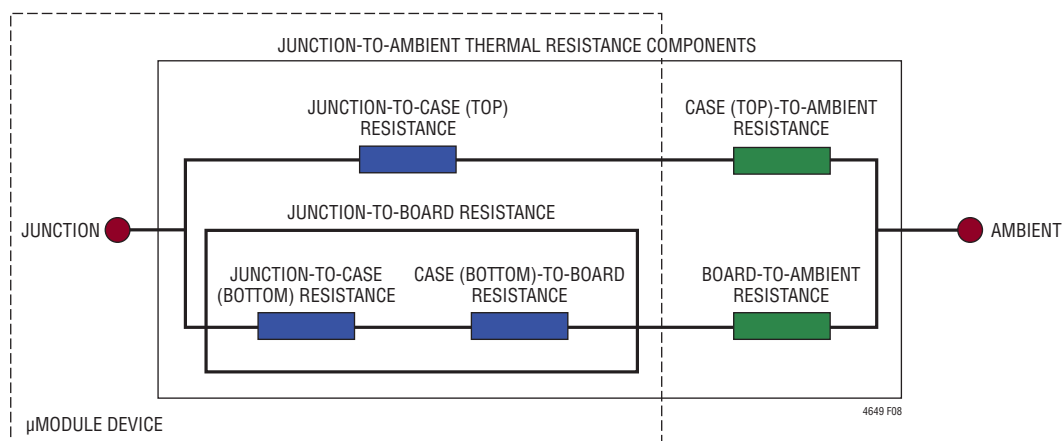 JUNCTION-TO-AMBIENT THERMAL RESISTANCE COMPONENTS
JUNCTION-TO-CASE (TOP)
RESISTANCE
CASE (TOP)-TO-AMBIENT
RESISTANCE
JUNCTION-TO-BOARD RESISTANCE
JUNCTION
AMBIENT
JUNCTION-TO-CASE
(BOTTOM) RESISTANCE
CASE (BOTTOM)-TO-BOARD
RESISTANCE
BOARD-TO-AMBIENT
RESISTANCE
4649 F08
µMODULE DEVICE